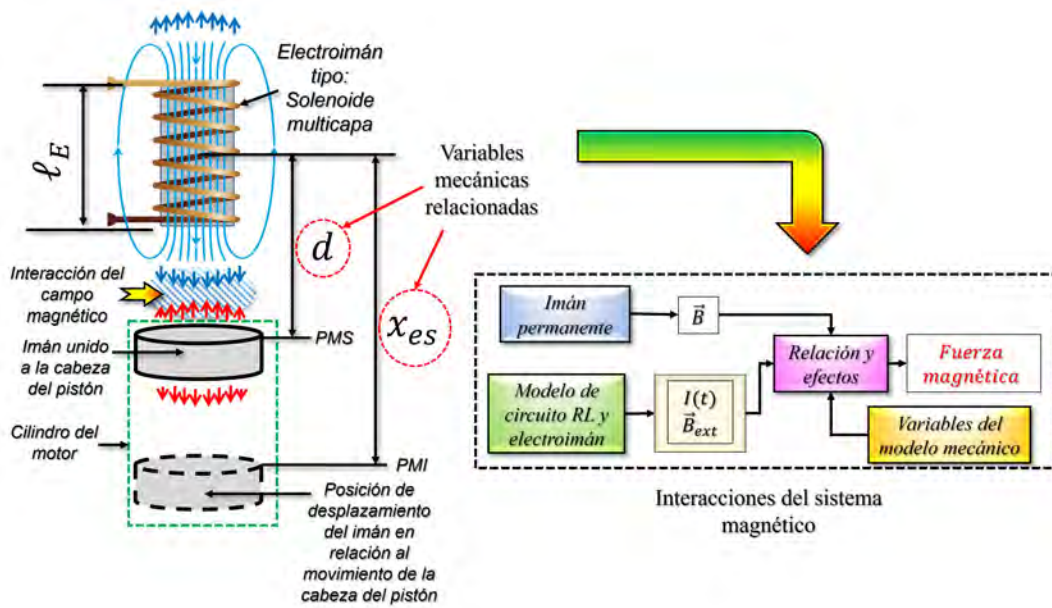 Electroimán
tipo:
Solenoide
multicapa
ℓ_E
Variables
mecánicas
relacionadas
d
x_es
Interacción del
campo
magnético
Imán unido
a la cabeza
del pistón
PMS
Cilindro del
motor
PMI
Posición de
desplazamiento
del imán en
relación al
movimiento de la
cabeza del pistón
Imán
permanente
B⃗
Relación y
efectos
Fuerza
magnética
Modelo de
circuito RL y
electroimán
I(t)
B⃗_ext
Variables del
modelo mecánico
Interacciones del sistema
magnético